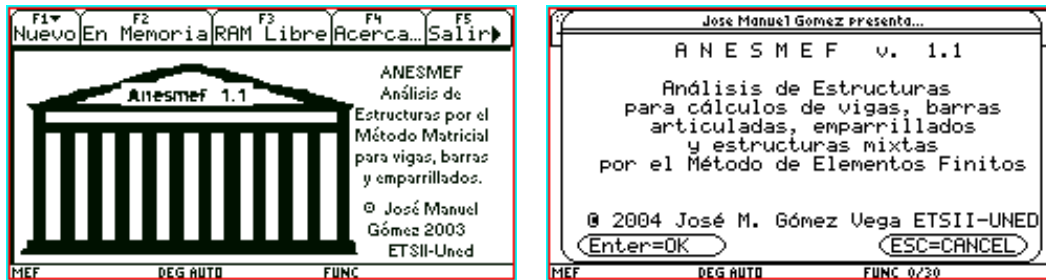 F1▾ F2 F3 F4 F5
Nuevo En Memoria RAM Libre Acerca… Salir▶
Anesmef 1.1
ANESMEF
Análisis de
Estructuras por el
Método Matricial
para vigas, barras
y emparrillados.
© José Manuel
Gómez 2003
ETSII-Uned
MEF DEG AUTO FUNC
Jose Manuel Gomez presenta...
A N E S M E F v. 1.1
Análisis de Estructuras
para cálculos de vigas, barras
articuladas, emparrillados
y estructuras mixtas
por el Método de Elementos Finitos
© 2004 José M. Gómez Vega ETSII-UNED
Enter=OK ESC=CANCEL
MEF DEG AUTO FUNC 0/30